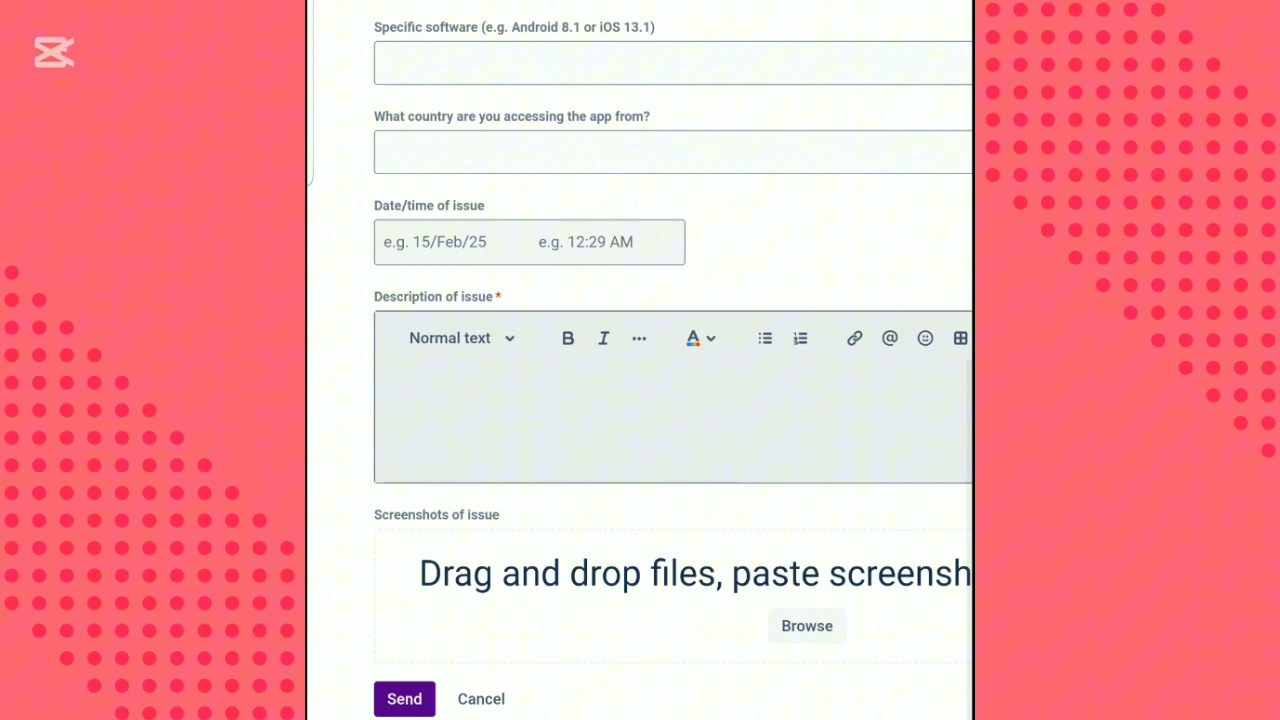 Specific software (e.g. Android 8.1 or iOS 13.1)
What country are you accessing the app from?
Date/time of issue
e.g. 15/Feb/25 e.g. 12:29 AM
Description of issue *
Normal text B I ... A @
Screenshots of issue
Drag and drop files, paste screensh
Browse
Send Cancel